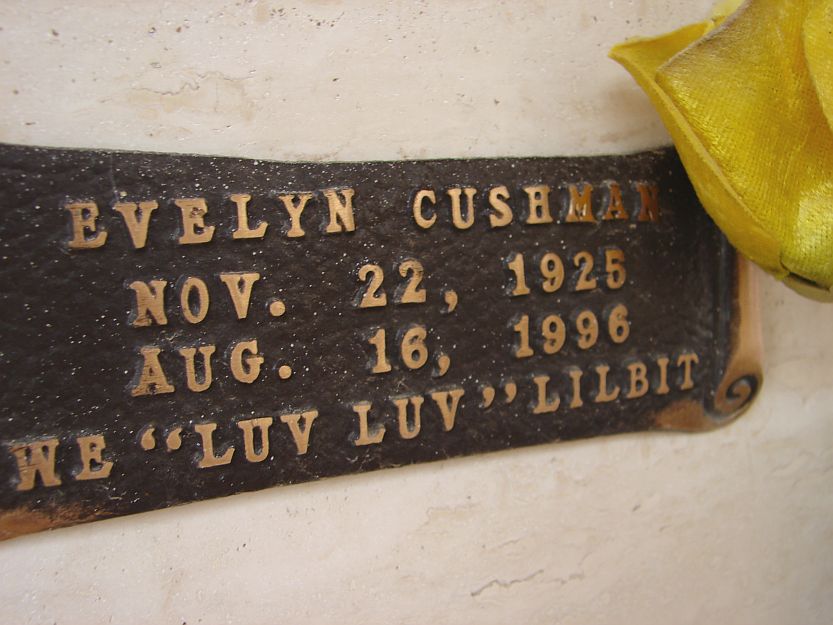 EVELYN CUSHMAN
NOV. 22, 1925
AUG. 16, 1996
WE “LUV LUV” LILBIT